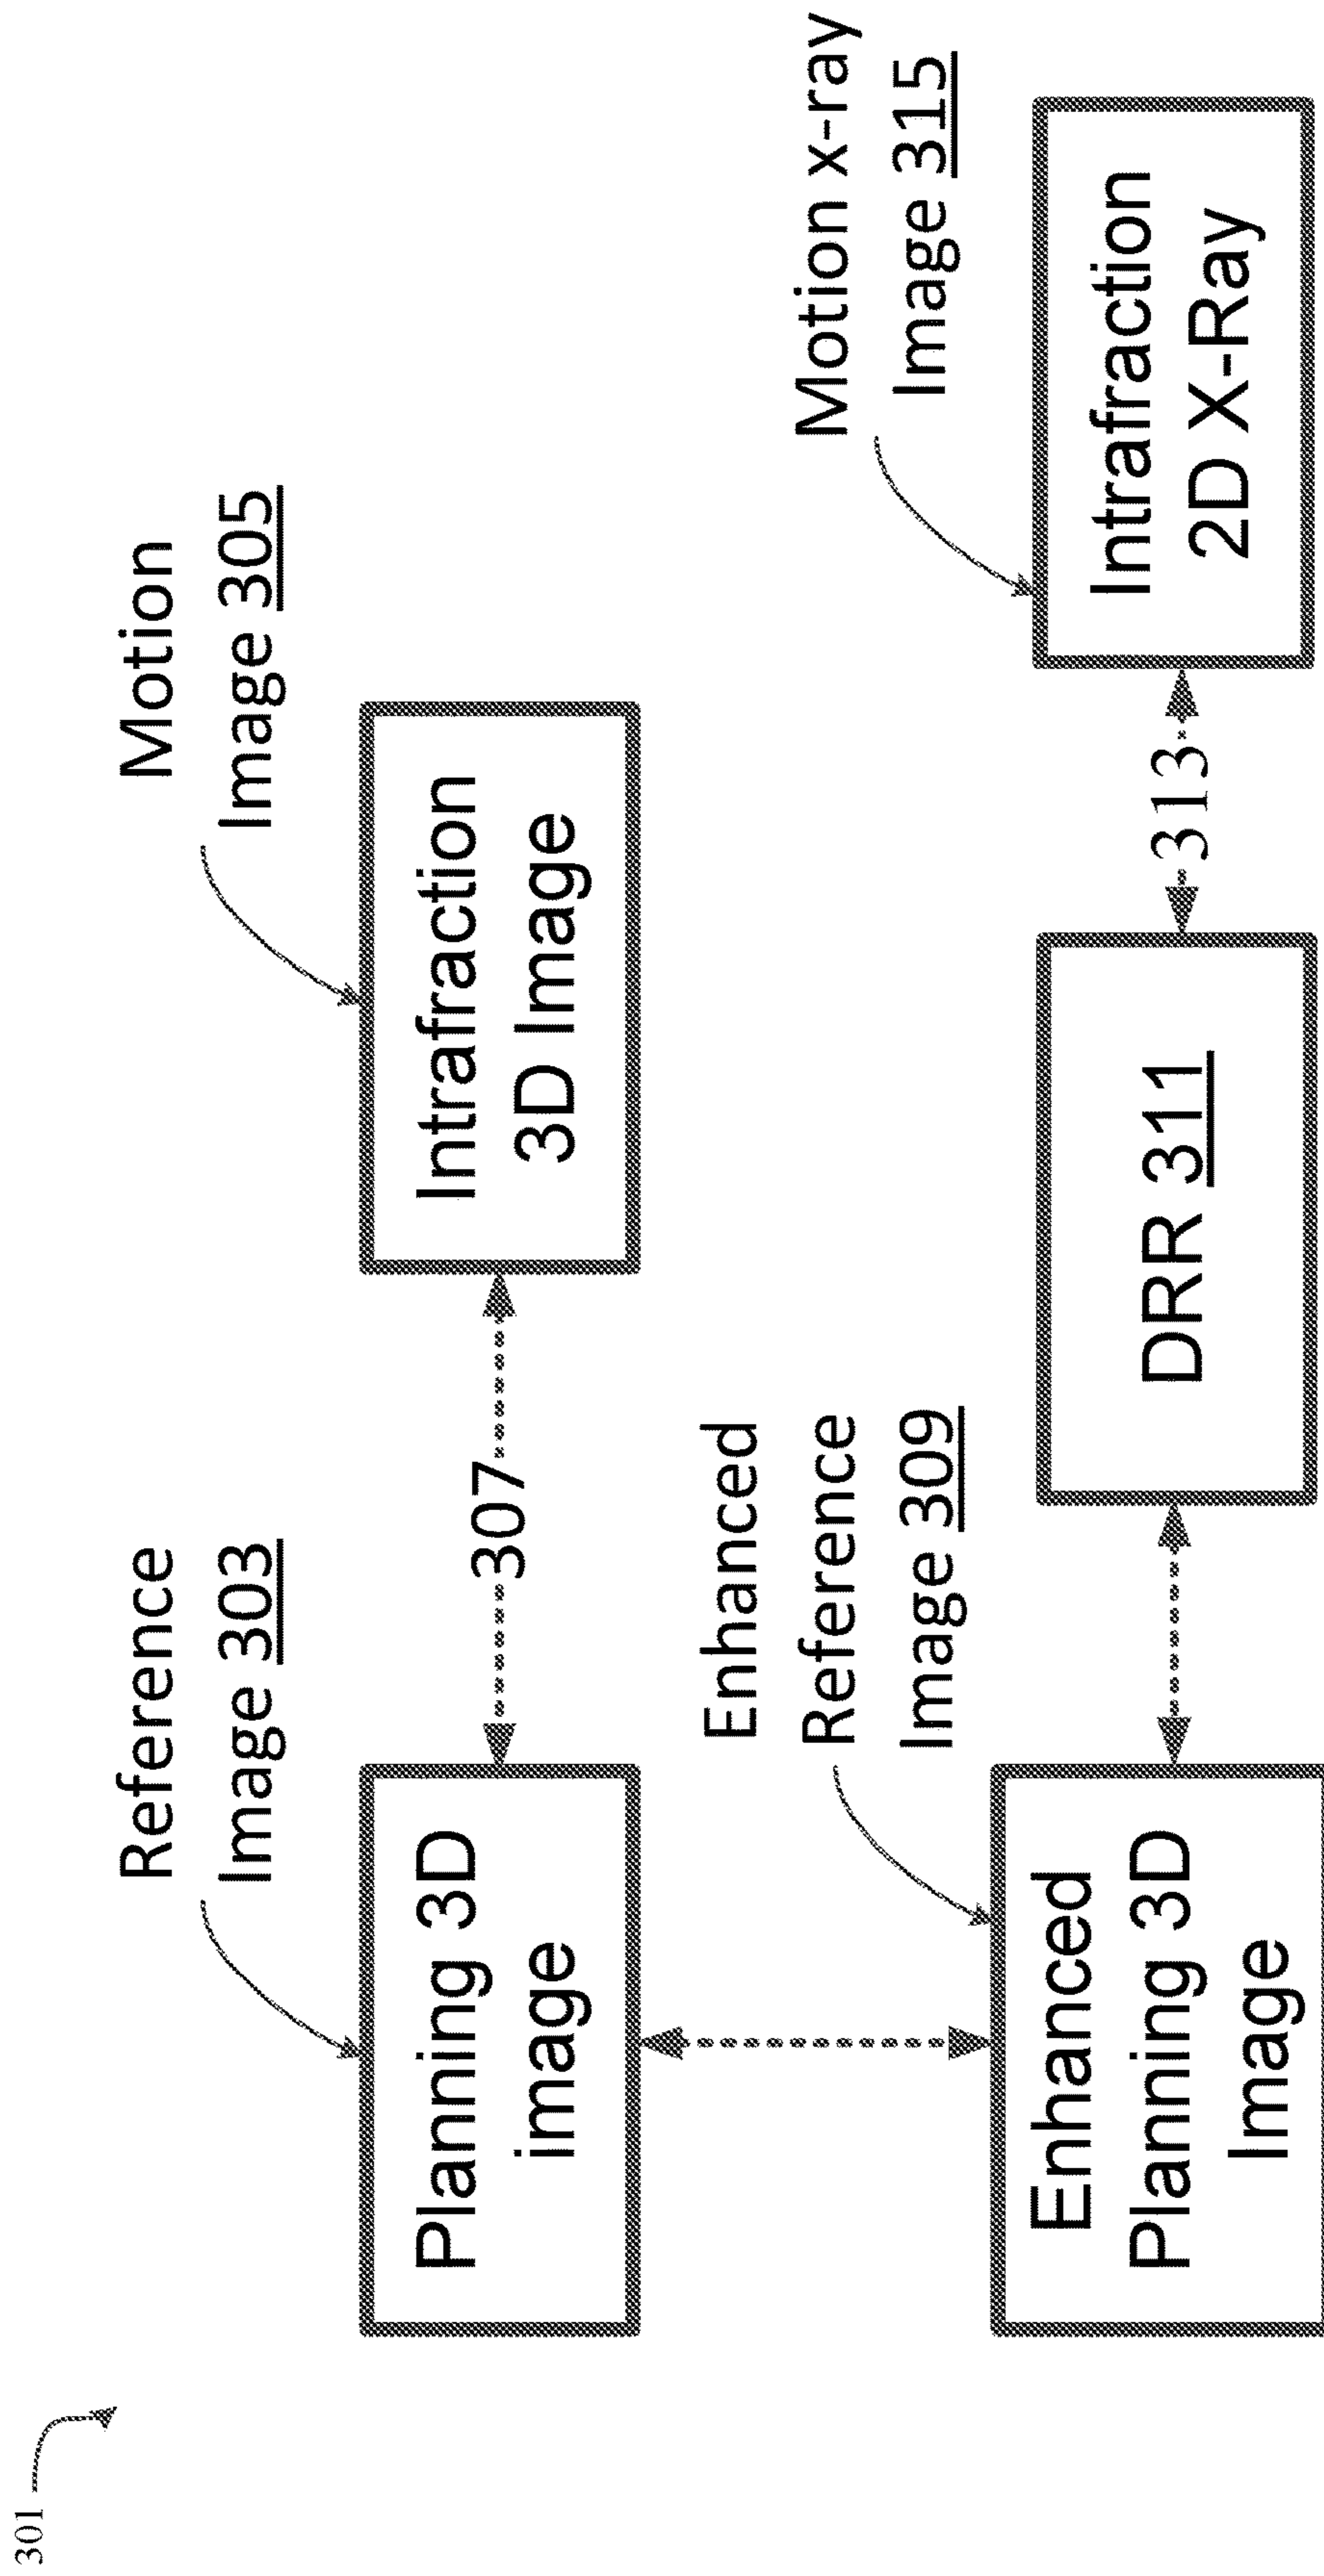 301
Reference
Image 303
Motion
Image 305
Planning 3D
image
307
Intrafraction
3D Image
Enhanced
Reference
Image 309
Motion x-ray
Image 315
Enhanced
Planning 3D
Image
DRR 311
313
Intrafraction
2D X-Ray